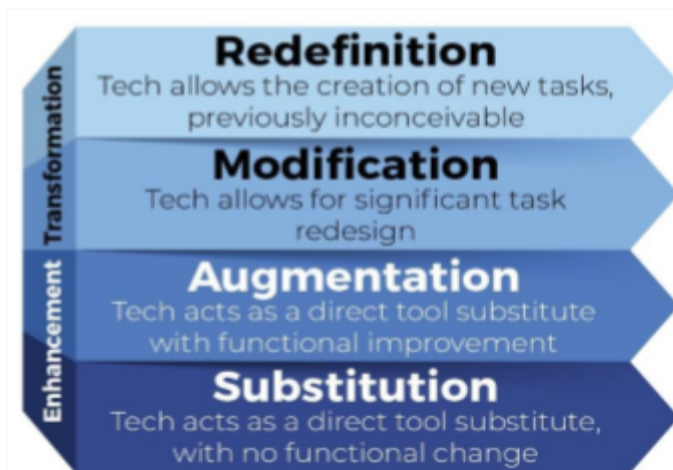 Transformation
Redefinition
Tech allows the creation of new tasks,
previously inconceivable
Modification
Tech allows for significant task
redesign
Enhancement
Augmentation
Tech acts as a direct tool substitute
with functional improvement
Substitution
Tech acts as a direct tool substitute,
with no functional change